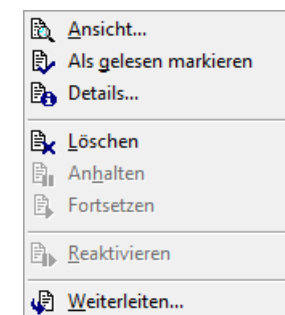 Ansicht...
Als gelesen markieren
Details...
Löschen
Anhalten
Fortsetzen
Reaktivieren
Weiterleiten...